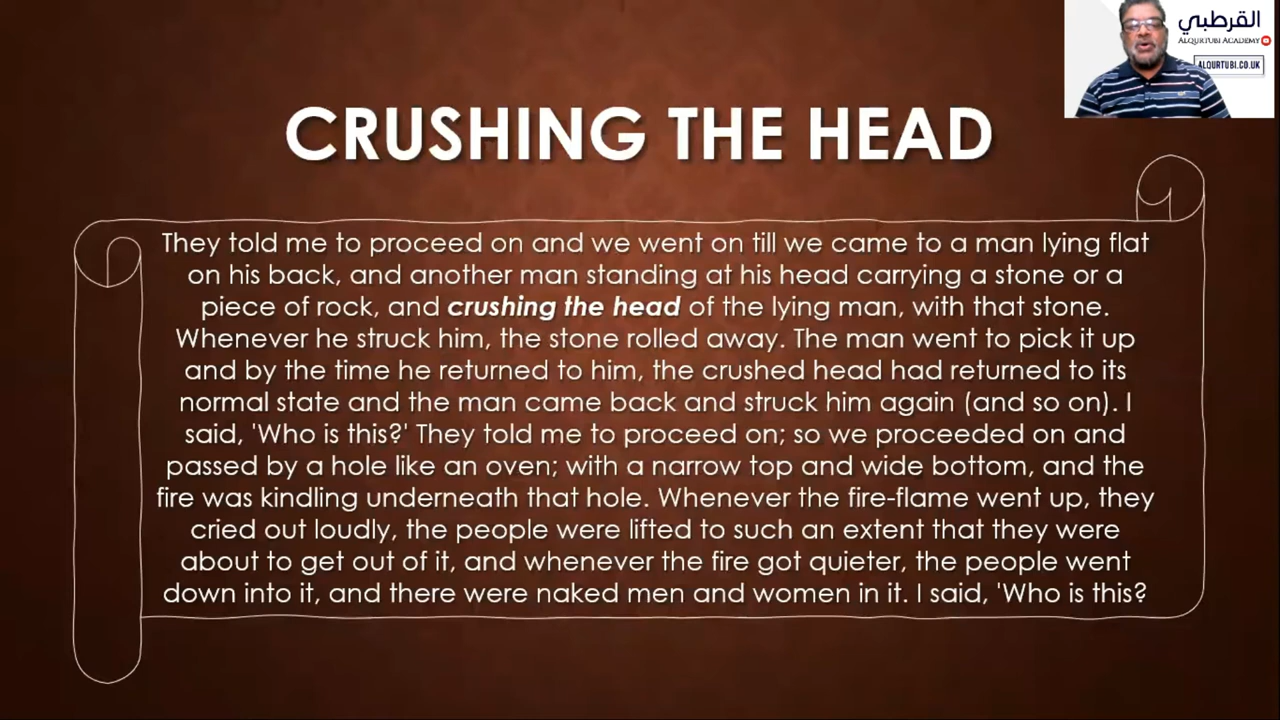 القرطبي
ALQURTUBI ACADEMY
ALQURTUBI.CO.UK
CRUSHING THE HEAD
They told me to proceed on and we went on till we came to a man lying flat
on his back, and another man standing at his head carrying a stone or a
piece of rock, and crushing the head of the lying man, with that stone.
Whenever he struck him, the stone rolled away. The man went to pick it up
and by the time he returned to him, the crushed head had returned to its
normal state and the man came back and struck him again (and so on). I
said, 'Who is this?' They told me to proceed on; so we proceeded on and
passed by a hole like an oven; with a narrow top and wide bottom, and the
fire was kindling underneath that hole. Whenever the fire-flame went up, they
cried out loudly, the people were lifted to such an extent that they were
about to get out of it, and whenever the fire got quieter, the people went
down into it, and there were naked men and women in it. I said, 'Who is this?